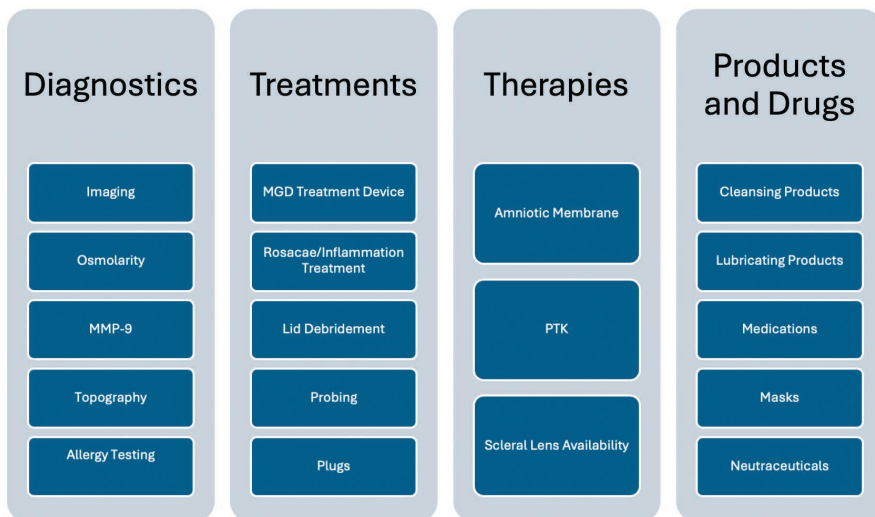 Diagnostics
Imaging
Osmolarity
MMP-9
Topography
Allergy Testing
Treatments
MGD Treatment Device
Rosacae/Inflammation
Treatment
Lid Debridement
Probing
Plugs
Therapies
Amniotic Membrane
PTK
Scleral Lens Availability
Products
and Drugs
Cleansing Products
Lubricating Products
Medications
Masks
Neutraceuticals